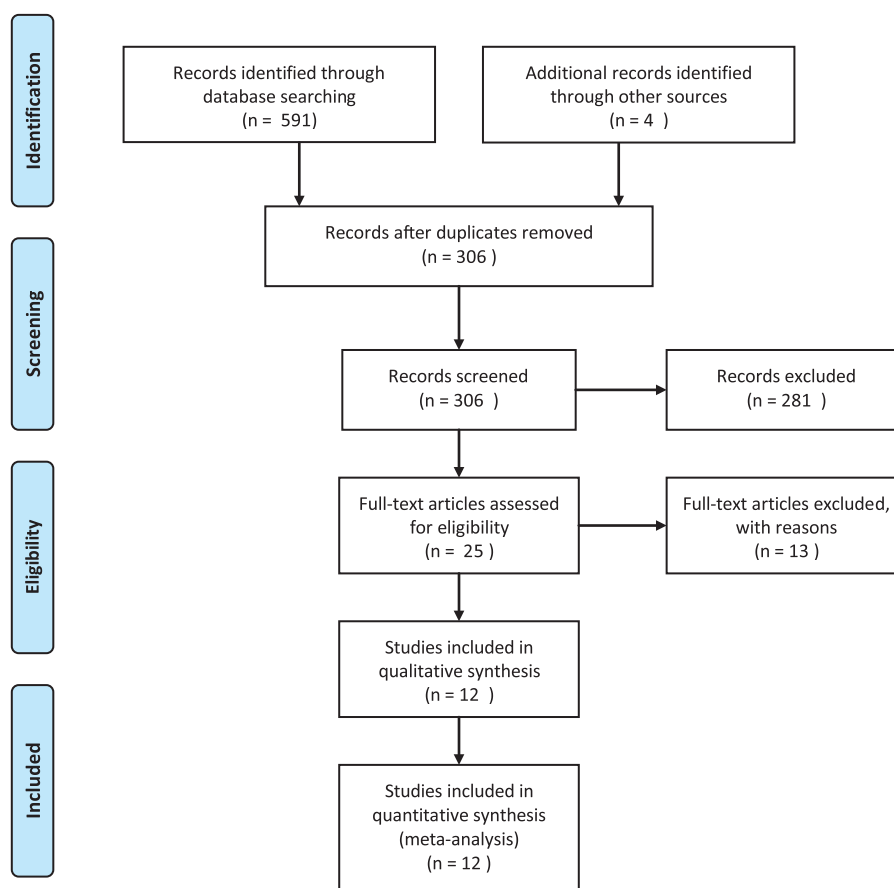 Identification
Records identified through
database searching
(n = 591)
Additional records identified
through other sources
(n = 4 )
Records after duplicates removed
(n = 306 )
Screening
Records screened
(n = 306 )
Records excluded
(n = 281 )
Eligibility
Full-text articles assessed
for eligibility
(n = 25 )
Full-text articles excluded,
with reasons
(n = 13 )
Studies included in
qualitative synthesis
(n = 12 )
Included
Studies included in
quantitative synthesis
(meta-analysis)
(n = 12 )